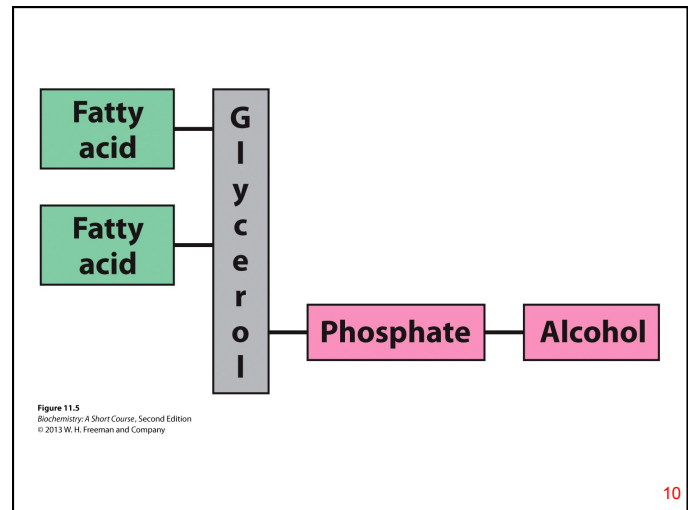 Fatty
acid
Fatty
acid
G
l
y
c
e
r
o
l
Phosphate
Alcohol
Figure 11.5
Biochemistry: A Short Course, Second Edition
© 2013 W. H. Freeman and Company
10